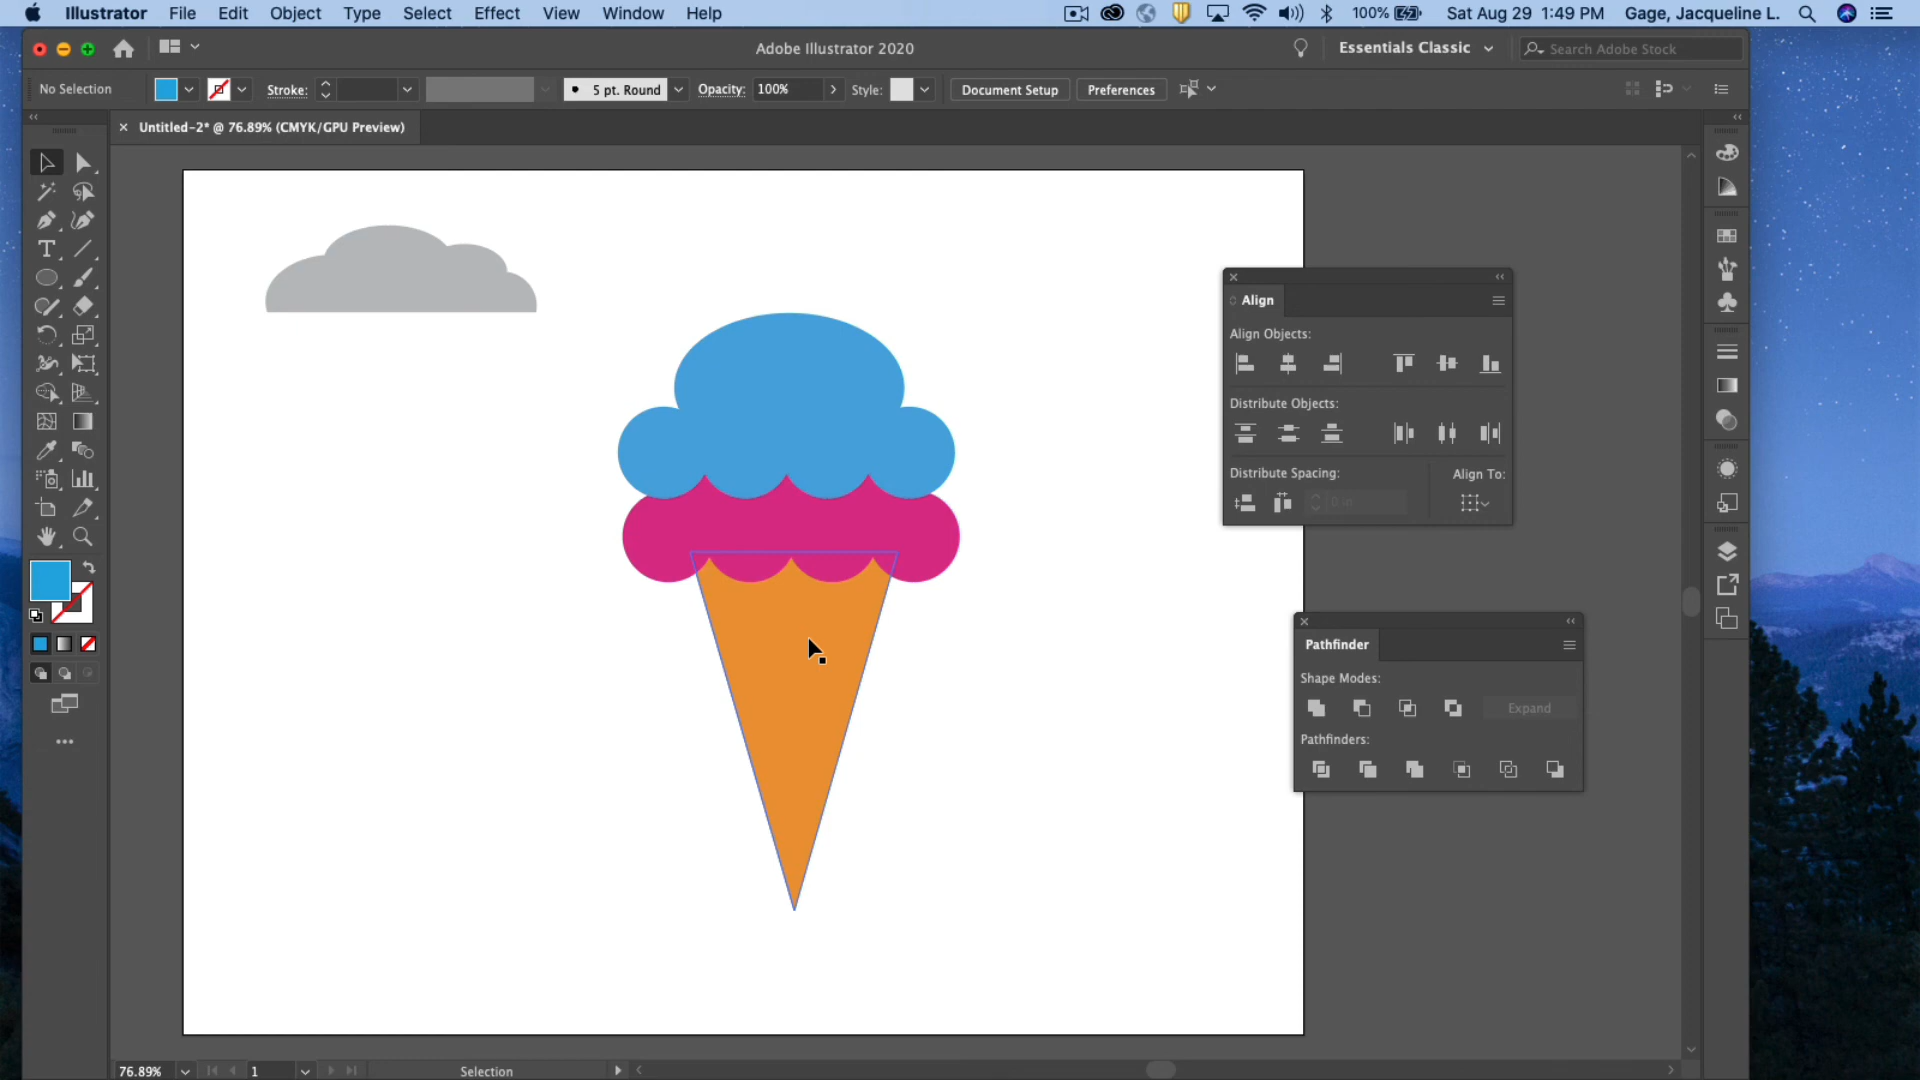 Illustrator File Edit Object Type Select Effect View Window Help 100% Sat Aug 29 1:49 PM Gage, Jacqueline L.
Adobe Illustrator 2020 Essentials Classic Search Adobe Stock
No Selection Stroke: 5 pt. Round Opacity: 100% Style: Document Setup Preferences
Untitled-2* @ 76.89% (CMYK/GPU Preview)
Align
Align Objects:
Distribute Objects:
Distribute Spacing: Align To:
0 in
Pathfinder
Shape Modes:
Expand
Pathfinders:
76.89% 1 Selection